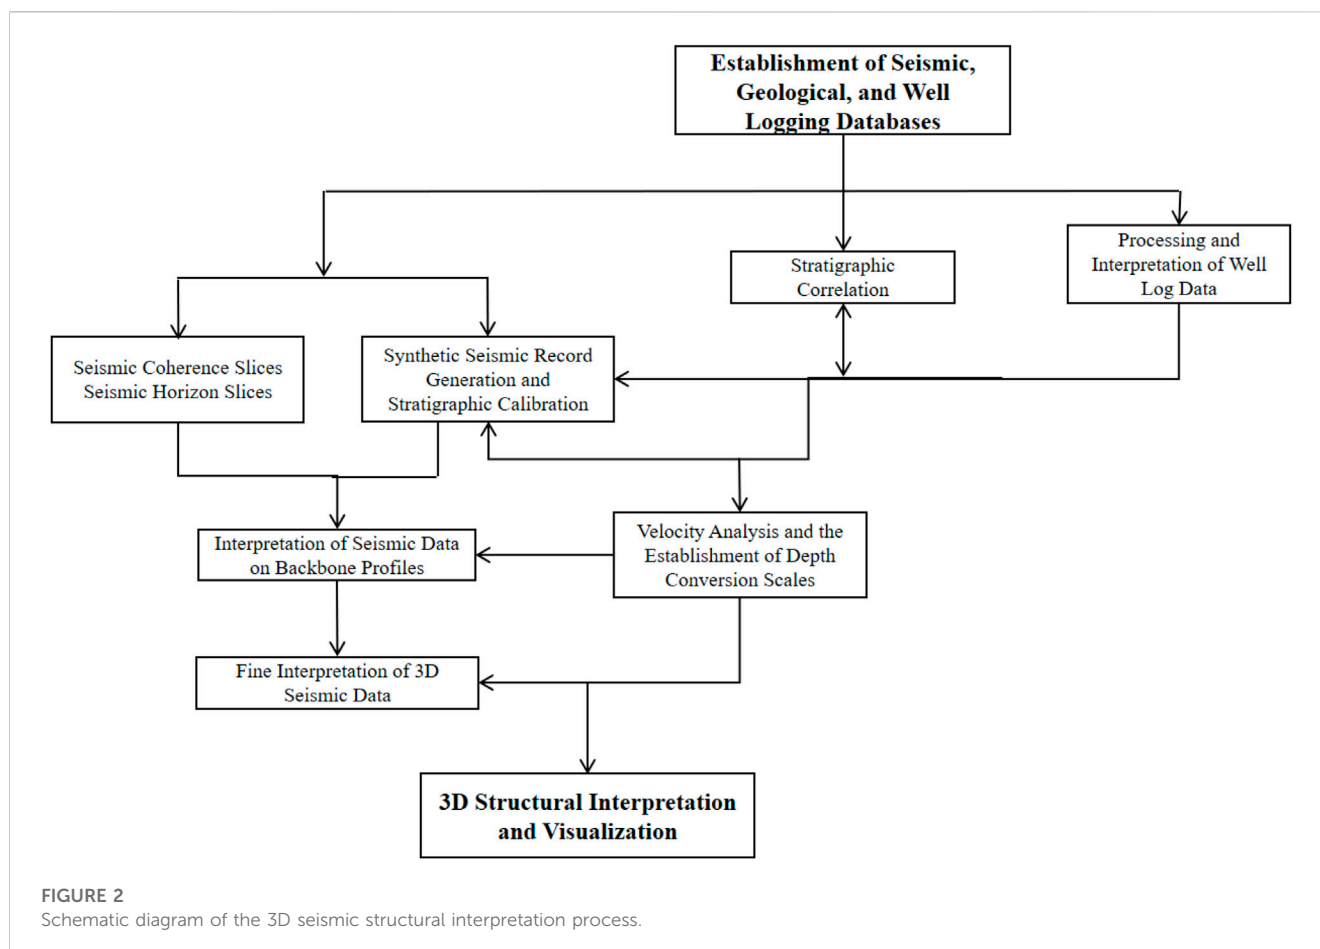 Establishment of Seismic,
Geological, and Well
Logging Databases
Processing and
Interpretation of Well
Log Data
Stratigraphic
Correlation
Seismic Coherence Slices
Seismic Horizon Slices
Synthetic Seismic Record
Generation and
Stratigraphic Calibration
Interpretation of Seismic Data
on Backbone Profiles
Velocity Analysis and the
Establishment of Depth
Conversion Scales
Fine Interpretation of 3D
Seismic Data
3D Structural Interpretation
and Visualization
FIGURE 2
Schematic diagram of the 3D seismic structural interpretation process.